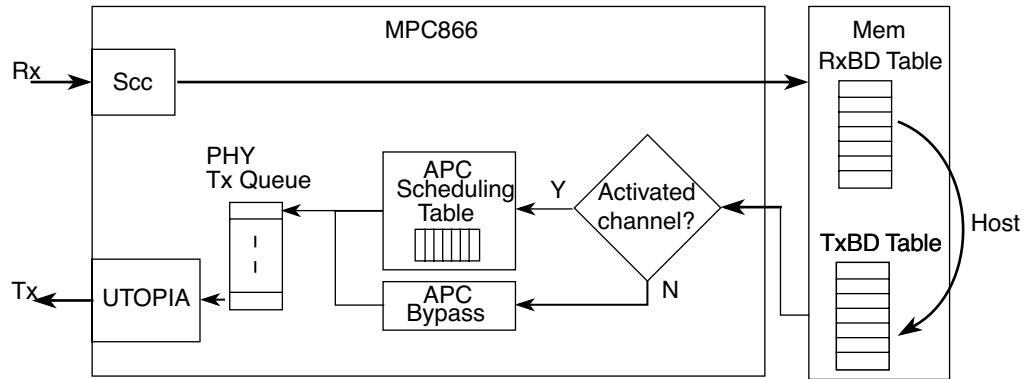 MPC866
Mem
Rx
Scc
RxBD Table
PHY
Tx Queue
APC
Scheduling
Table
Y
Activated
channel?
Host
TxBD Table
N
Tx
UTOPIA
APC
Bypass